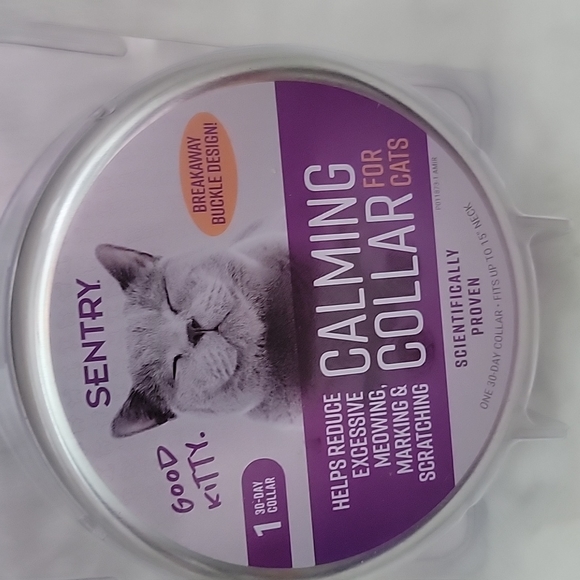 SENTRY.
GOOD
KITTY.
BREAKAWAY
BUCKLE DESIGN!
1 30-DAY
COLLAR
HELPS REDUCE
EXCESSIVE
MEOWING,
MARKING &
SCRATCHING
CALMING
COLLAR FOR
CATS
SCIENTIFICALLY
PROVEN
ONE 30-DAY COLLAR • FITS UP TO 15" NECK